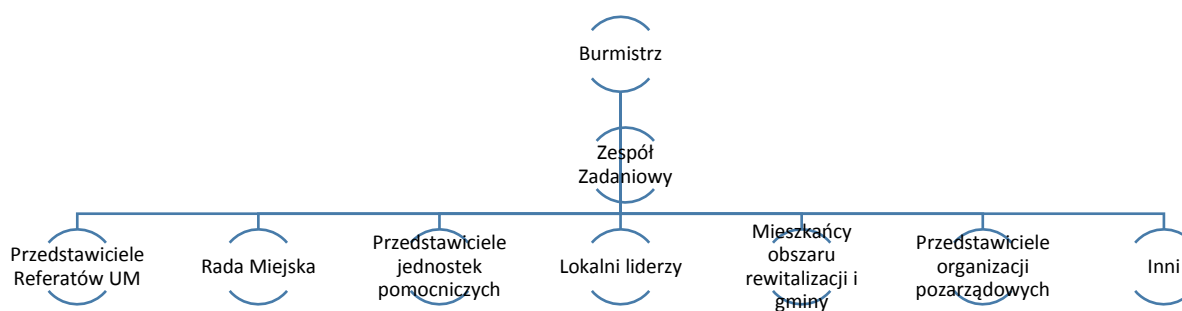 Burmistrz
Zespół
Zadaniowy
Przedstawiciele
Referatów UM
Rada Miejska
Przedstawiciele
jednostek
pomocniczych
Lokalni liderzy
Mieszkańcy
obszaru
rewitalizacji i
gminy
Przedstawiciele
organizacji
pozarządowych
Inni